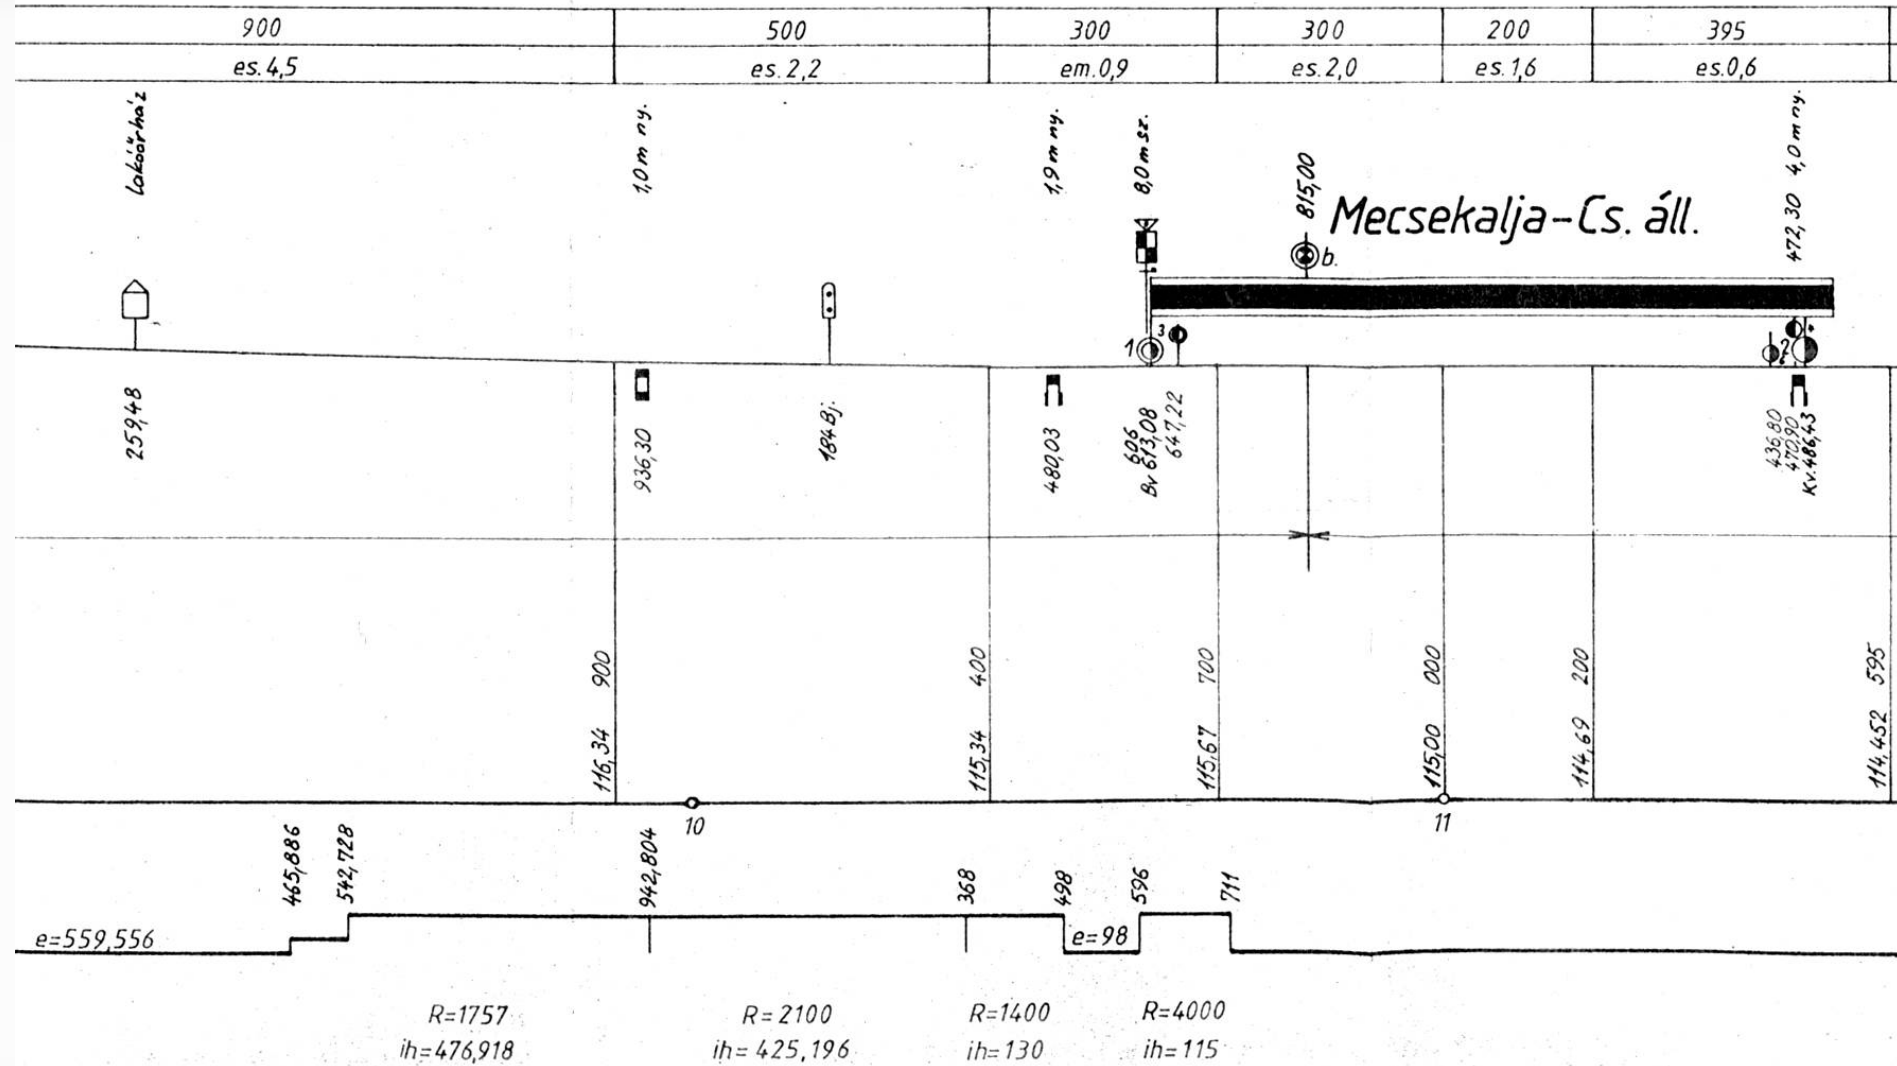 900 500 300 300 200 395
es.4,5 es.2,2 em.0,9 es.2,0 es.1,6 es.0,6
Lakóőrház
1,0 m ny.
1,9 m ny.
8,0 m sz.
815,00
472,30 4,0 m ny.
Mecsekalja-Cs. áll.
b.
1
3
2
259,48
936,30
184 Bj.
480,03
606
Bv 613,08
647,22
436,80
470,90
Kv.486,43
116,34 900
115,34 400
115,67 700
115,00 000
114,69 200
114,452 595
10 11
465,886
542,728
942,804
368
498
596
711
e=559,556
e=98
R=1757 R=2100 R=1400 R=4000
ih=476,918 ih=425,196 ih=130 ih=115